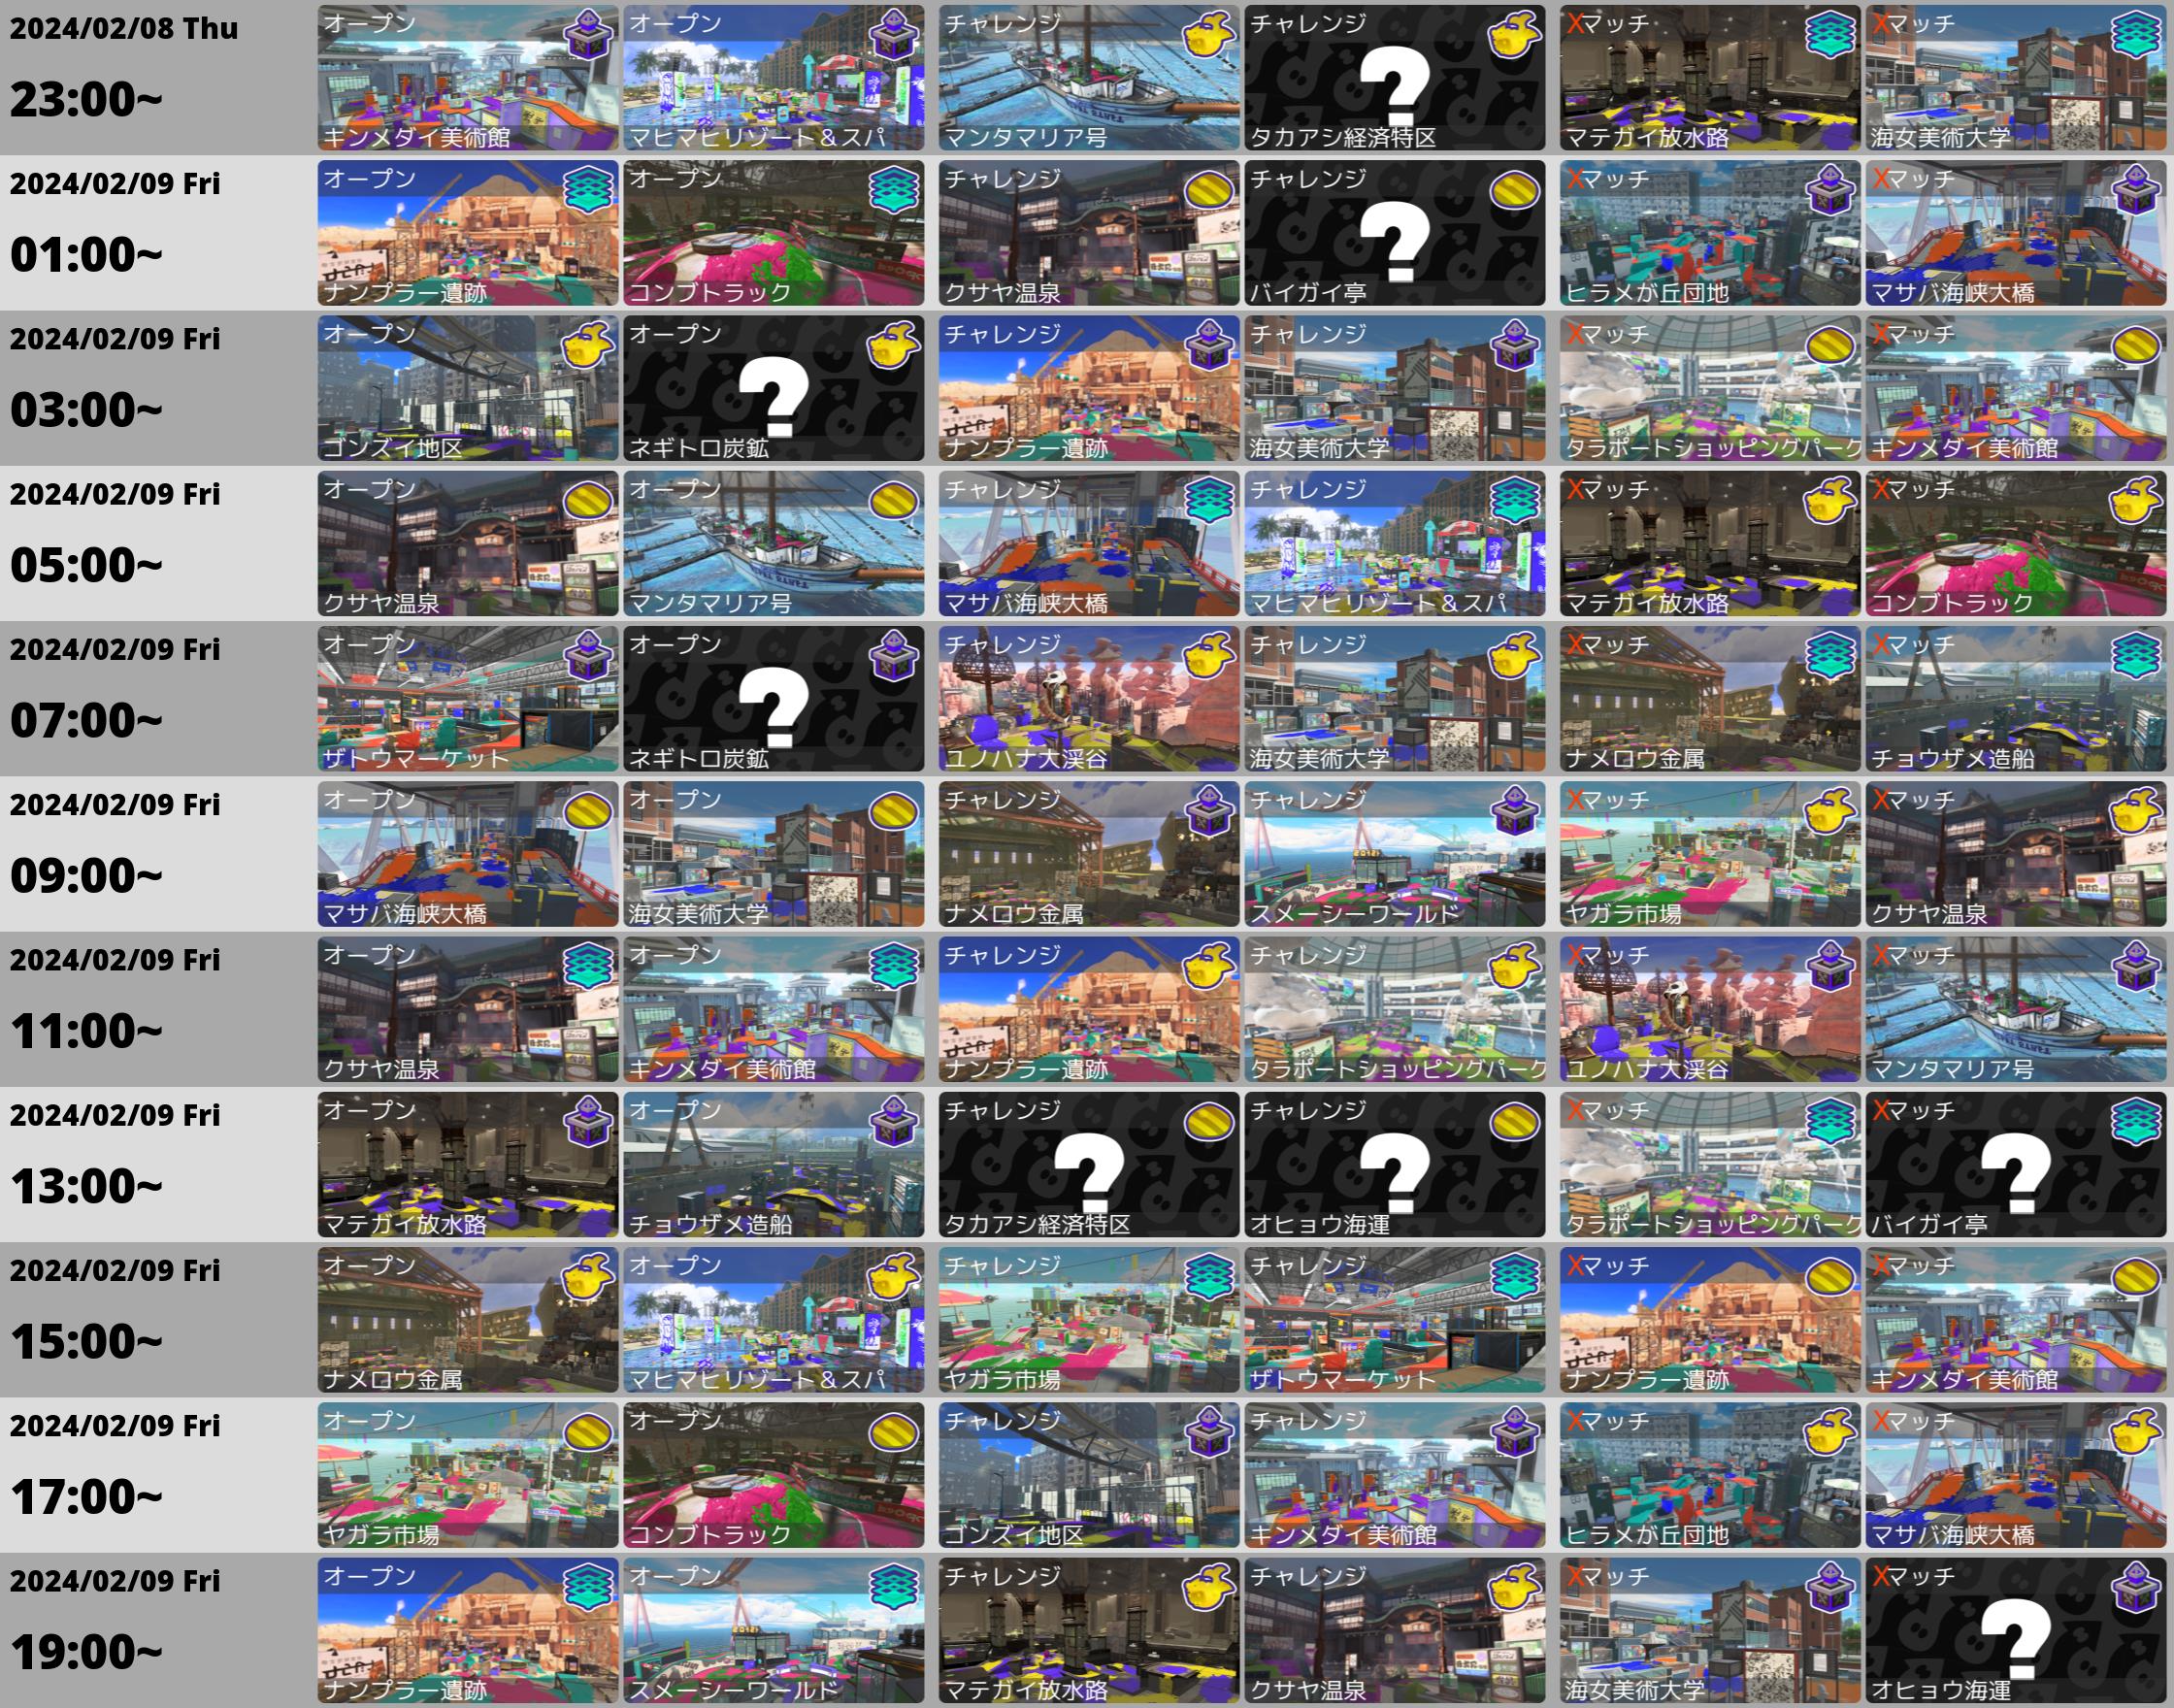 2024/02/08 Thu
23:00~
オープン
キンメダイ美術館
オープン
マヒマヒリゾート＆スパ
チャレンジ
マンタマリア号
チャレンジ
タカアシ経済特区
Xマッチ
マテガイ放水路
Xマッチ
海女美術大学
2024/02/09 Fri
01:00~
オープン
ナンプラー遺跡
オープン
コンブトラック
チャレンジ
クサヤ温泉
チャレンジ
バイガイ亭
Xマッチ
ヒラメが丘団地
Xマッチ
マサバ海峡大橋
2024/02/09 Fri
03:00~
オープン
ゴンズイ地区
オープン
ネギトロ炭鉱
チャレンジ
ナンプラー遺跡
チャレンジ
海女美術大学
Xマッチ
タラポートショッピングパーク
Xマッチ
キンメダイ美術館
2024/02/09 Fri
05:00~
オープン
クサヤ温泉
オープン
マンタマリア号
チャレンジ
マサバ海峡大橋
チャレンジ
マヒマヒリゾート＆スパ
Xマッチ
マテガイ放水路
Xマッチ
コンブトラック
2024/02/09 Fri
07:00~
オープン
ザトウマーケット
オープン
ネギトロ炭鉱
チャレンジ
ユノハナ大渓谷
チャレンジ
海女美術大学
Xマッチ
ナメロウ金属
Xマッチ
チョウザメ造船
2024/02/09 Fri
09:00~
オープン
マサバ海峡大橋
オープン
海女美術大学
チャレンジ
ナメロウ金属
チャレンジ
スメーシーワールド
Xマッチ
ヤガラ市場
Xマッチ
クサヤ温泉
2024/02/09 Fri
11:00~
オープン
クサヤ温泉
オープン
キンメダイ美術館
チャレンジ
ナンプラー遺跡
チャレンジ
タラポートショッピングパーク
Xマッチ
ユノハナ大渓谷
Xマッチ
マンタマリア号
2024/02/09 Fri
13:00~
オープン
マテガイ放水路
オープン
チョウザメ造船
チャレンジ
タカアシ経済特区
チャレンジ
オヒョウ海運
Xマッチ
タラポートショッピングパーク
Xマッチ
バイガイ亭
2024/02/09 Fri
15:00~
オープン
ナメロウ金属
オープン
マヒマヒリゾート＆スパ
チャレンジ
ヤガラ市場
チャレンジ
ザトウマーケット
Xマッチ
ナンプラー遺跡
Xマッチ
キンメダイ美術館
2024/02/09 Fri
17:00~
オープン
ヤガラ市場
オープン
コンブトラック
チャレンジ
ゴンズイ地区
チャレンジ
キンメダイ美術館
Xマッチ
ヒラメが丘団地
Xマッチ
マサバ海峡大橋
2024/02/09 Fri
19:00~
オープン
ナンプラー遺跡
オープン
スメーシーワールド
チャレンジ
マテガイ放水路
チャレンジ
クサヤ温泉
Xマッチ
海女美術大学
Xマッチ
オヒョウ海運